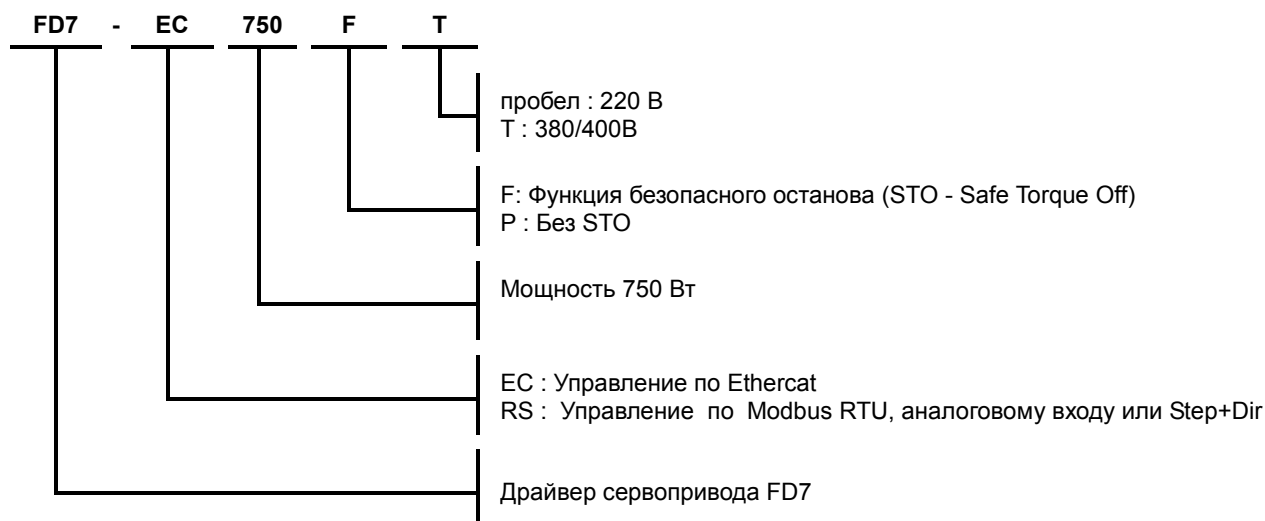 FD7 - EC 750 F T
пробел : 220 В
T : 380/400В
F: Функция безопасного останова (STO - Safe Torque Off)
P : Без STO
Мощность 750 Вт
EC : Управление по Ethercat
RS : Управление по Modbus RTU, аналоговому входу или Step+Dir
Драйвер сервопривода FD7